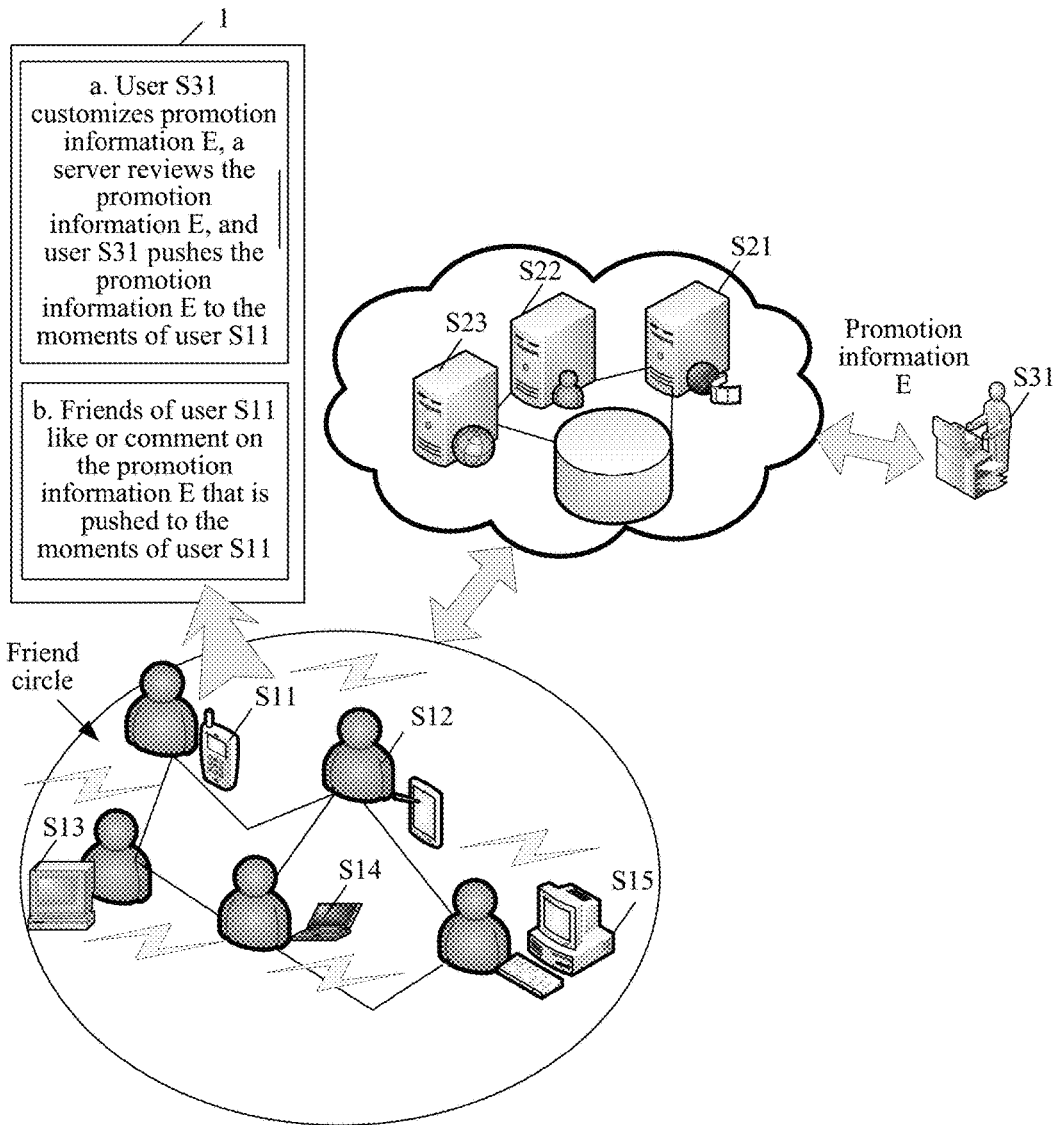 1
a. User S31
customizes promotion
information E, a
server reviews the
promotion
information E, and
user S31 pushes the
promotion
information E to the
moments of user S11
b. Friends of user S11
like or comment on
the promotion
information E that is
pushed to the
moments of user S11
S21
S22
S23
Promotion
information
E
S31
Friend
circle
S11
S12
S13
S14
S15